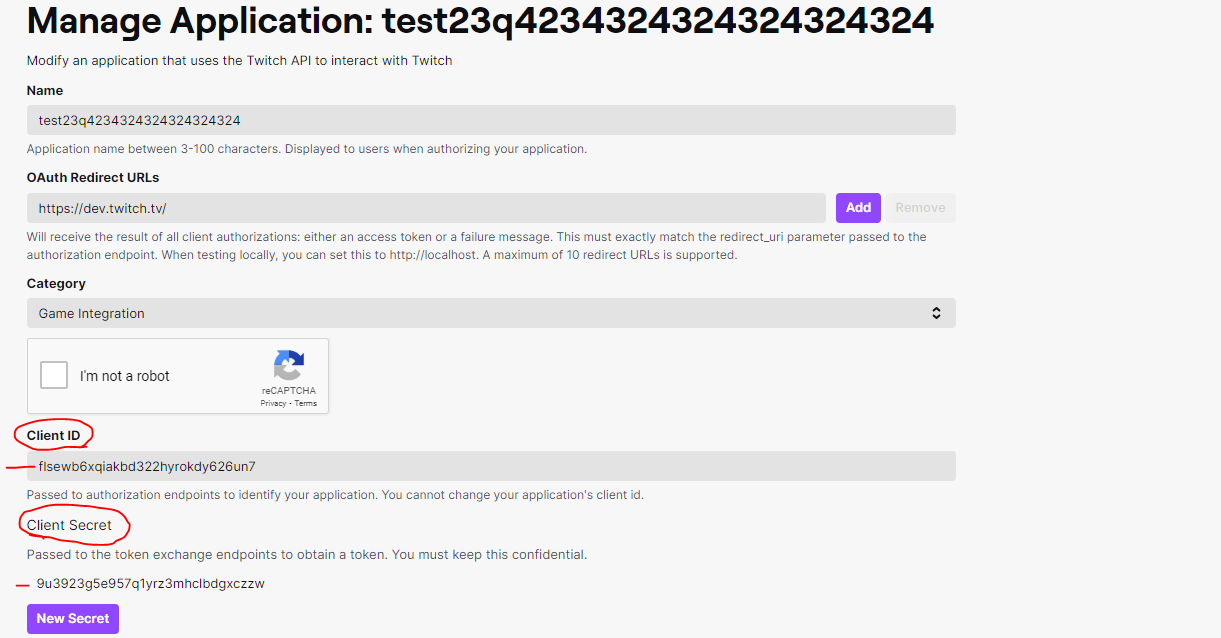 Manage Application: test23q4234324324324324324
Modify an application that uses the Twitch API to interact with Twitch
Name
test23q4234324324324324324
Application name between 3-100 characters. Displayed to users when authorizing your application.
OAuth Redirect URLs
https://dev.twitch.tv/
Add
Remove
Will receive the result of all client authorizations: either an access token or a failure message. This must exactly match the redirect_uri parameter passed to the
authorization endpoint. When testing locally, you can set this to http://localhost. A maximum of 10 redirect URLs is supported.
Category
Game Integration
I'm not a robot
reCAPTCHA
Privacy - Terms
Client ID
flsewb6xqiakbd322hyrokdy626un7
Passed to authorization endpoints to identify your application. You cannot change your application's client id.
Client Secret
Passed to the token exchange endpoints to obtain a token. You must keep this confidential.
9u3923g5e957q1yrz3mhclbdgxczzw
New Secret